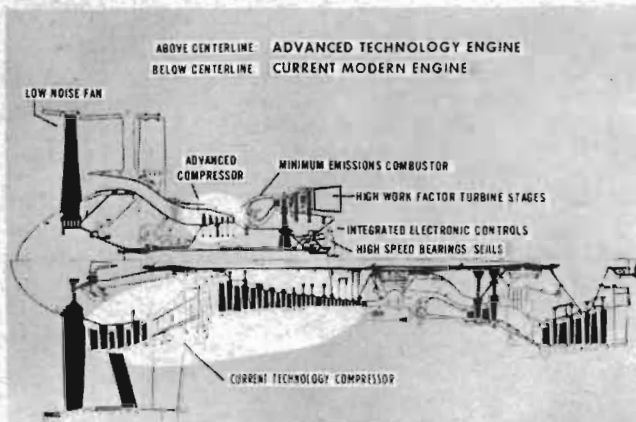 ABOVE CENTERLINE: ADVANCED TECHNOLOGY ENGINE
BELOW CENTERLINE: CURRENT MODERN ENGINE
LOW NOISE FAN
ADVANCED
COMPRESSOR
MINIMUM EMISSIONS COMBUSTOR
HIGH WORK FACTOR TURBINE STAGES
INTEGRATED ELECTRONIC CONTROLS
HIGH SPEED BEARINGS SEALS
CURRENT TECHNOLOGY COMPRESSOR